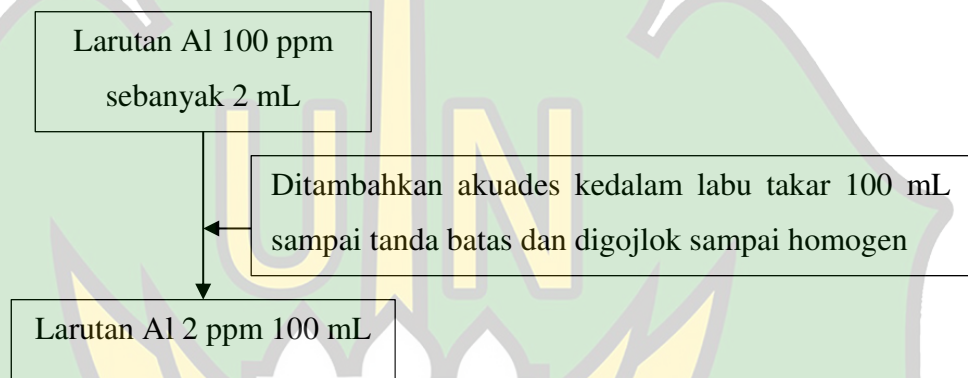 Larutan Al 100 ppm
sebanyak 2 mL
Ditambahkan akuades kedalam labu takar 100 mL
sampai tanda batas dan digojlok sampai homogen
Larutan Al 2 ppm 100 mL
UIN